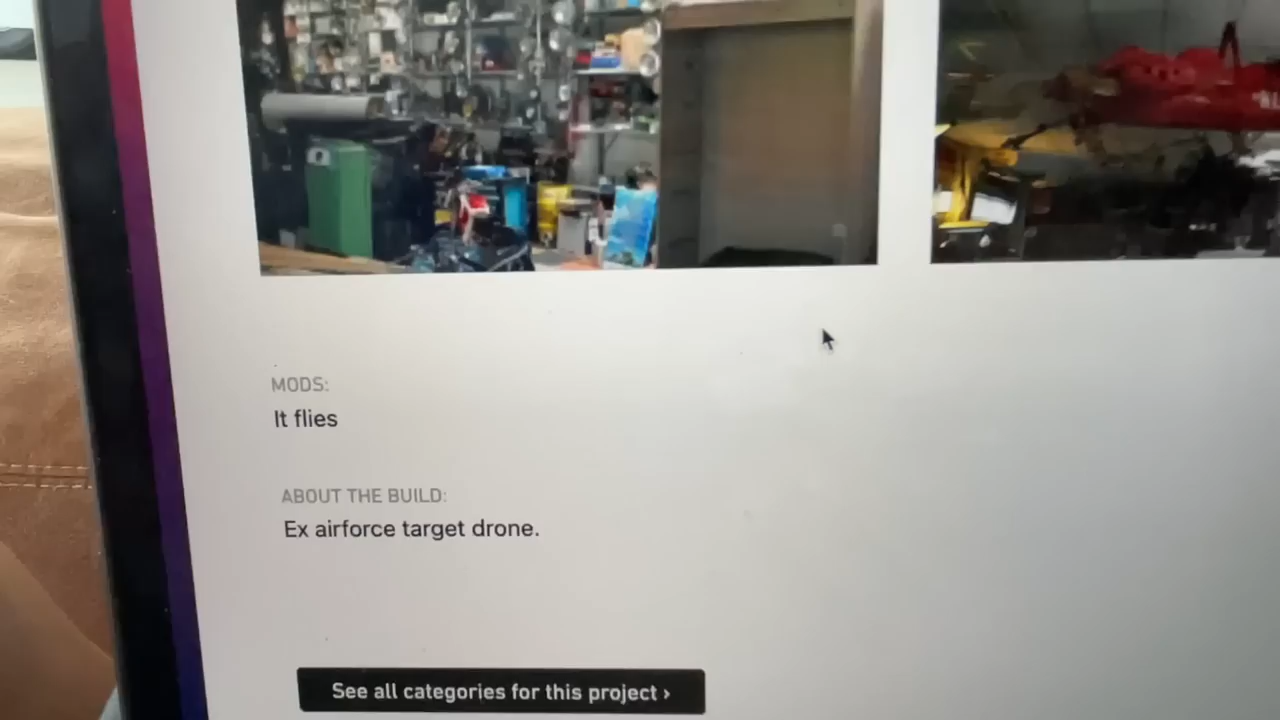 MODS:
It flies
ABOUT THE BUILD:
Ex airforce target drone.
See all categories for this project ›